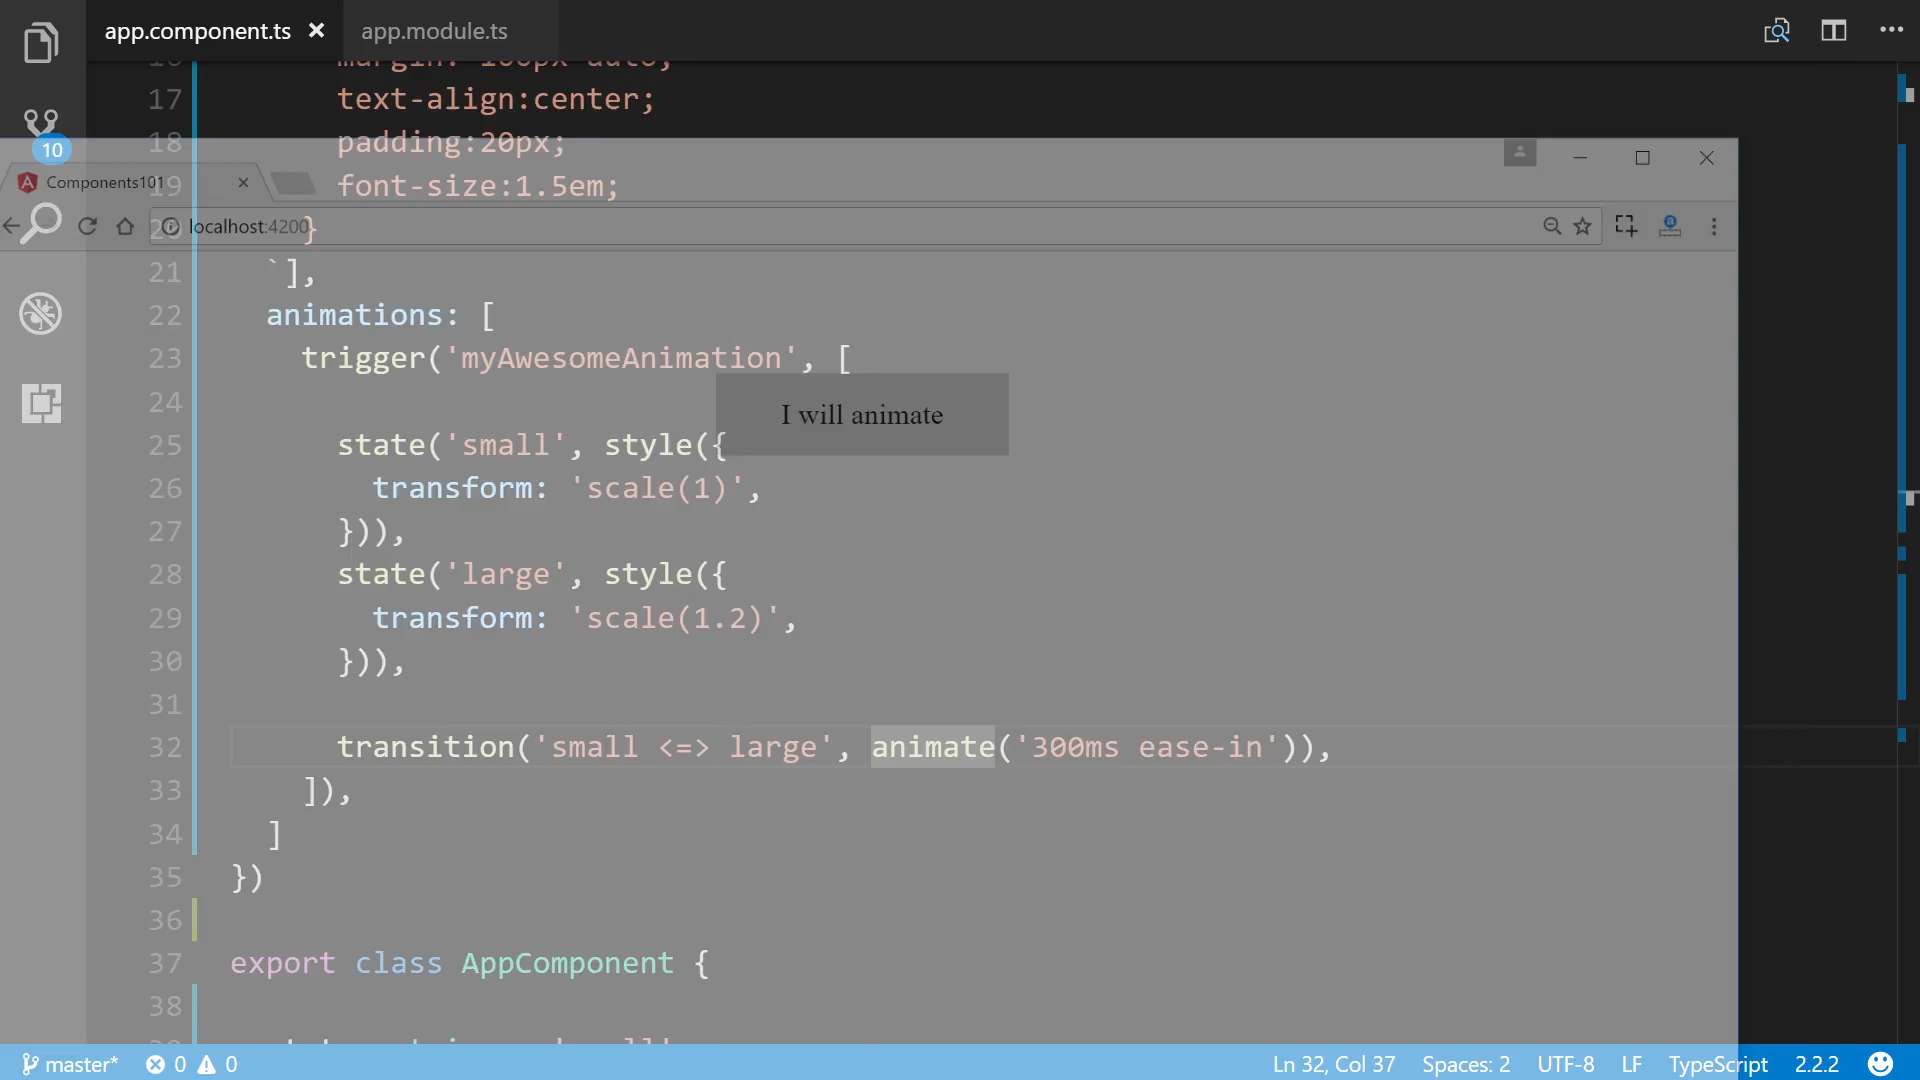 app.component.ts app.module.ts
17 text-align:center;
10
18 padding:20px;
Components101
19 font-size:1.5em;
localhost:4200
20 }
21 `],
22 animations: [
23 trigger('myAwesomeAnimation', [
24
I will animate
25 state('small', style({
26 transform: 'scale(1)',
27 })),
28 state('large', style({
29 transform: 'scale(1.2)',
30 })),
31
32 transition('small <=> large', animate('300ms ease-in')),
33 ]),
34 ]
35 })
36
37 export class AppComponent {
38
master* 0 0 Ln 32, Col 37 Spaces: 2 UTF-8 LF TypeScript 2.2.2